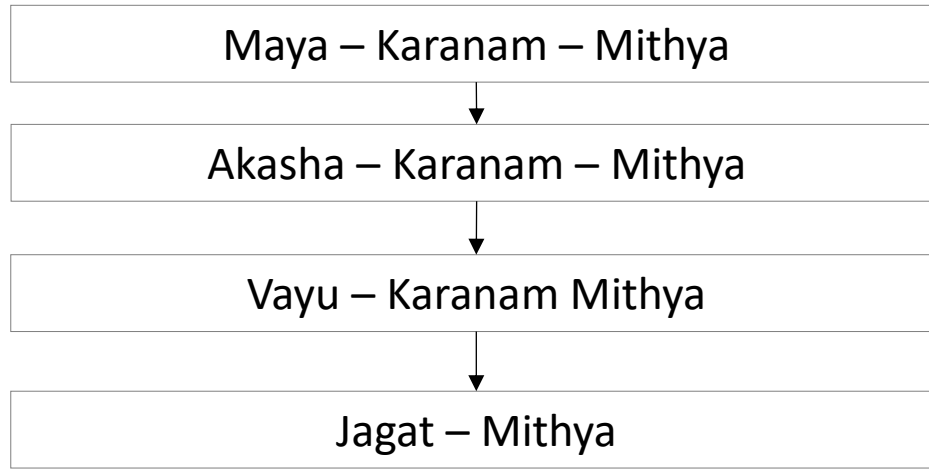 Maya – Karanam – Mithya
Akasha – Karanam – Mithya
Vayu – Karanam Mithya
Jagat – Mithya